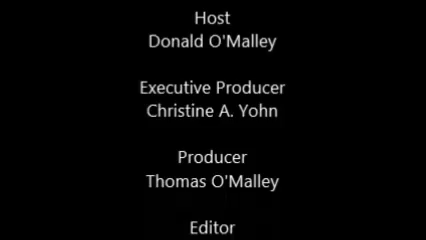 Host
Donald O'Malley
Executive Producer
Christine A. Yohn
Producer
Thomas O'Malley
Editor